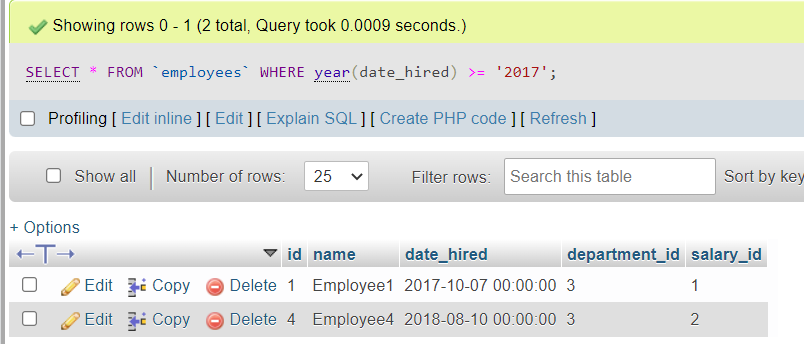 Showing rows 0 - 1 (2 total, Query took 0.0009 seconds.)
SELECT * FROM `employees` WHERE year(date_hired) >= '2017';
Profiling [ Edit inline ] [ Edit ] [ Explain SQL ] [ Create PHP code ] [ Refresh ]
Show all Number of rows: 25 Filter rows: Search this table Sort by key
+ Options
←T→ id name date_hired department_id salary_id
Edit Copy Delete 1 Employee1 2017-10-07 00:00:00 3 1
Edit Copy Delete 4 Employee4 2018-08-10 00:00:00 3 2